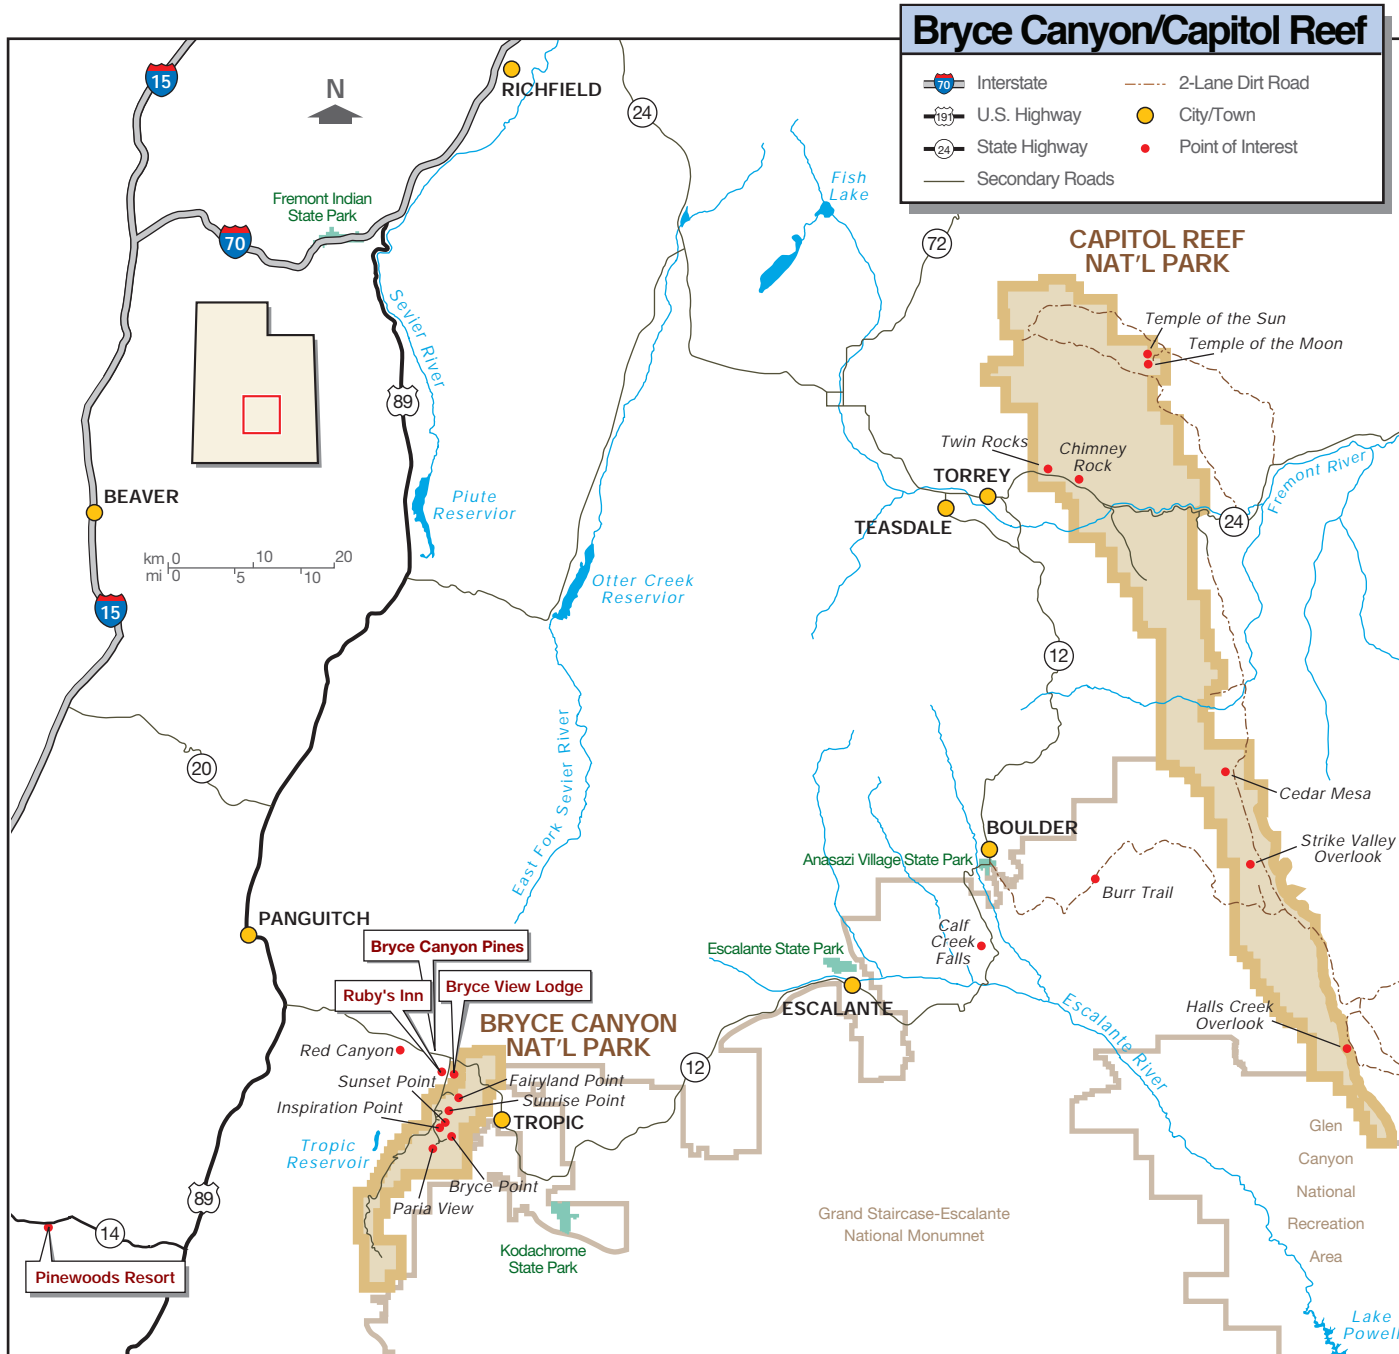 Bryce Canyon/Capitol Reef
70 Interstate
191 U.S. Highway
24 State Highway
Secondary Roads
2-Lane Dirt Road
City/Town
Point of Interest
15
N
RICHFIELD
24
Fish
Lake
Fremont Indian
State Park
70
72
CAPITOL REEF
NAT'L PARK
Sevier River
Temple of the Sun
Temple of the Moon
89
Twin Rocks
Chimney
Rock
Fremont River
BEAVER
Piute
Reservior
TORREY
TEASDALE
24
km 0 10 20
mi 0 5 10
15
Otter Creek
Reservior
12
20
East Fork Sevier River
Cedar Mesa
BOULDER
Anasazi Village State Park
Strike Valley
Overlook
Burr Trail
PANGUITCH
Bryce Canyon Pines
Calf
Creek
Falls
Escalante State Park
Ruby's Inn
Bryce View Lodge
ESCALANTE
Escalante River
Halls Creek
Overlook
BRYCE CANYON
NAT'L PARK
Red Canyon
12
Sunset Point
Fairyland Point
Sunrise Point
Inspiration Point
TROPIC
Tropic
Reservoir
Bryce Point
Paria View
Glen
Canyon
National
Recreation
Area
89
14
Grand Staircase-Escalante
National Monumnet
Kodachrome
State Park
Pinewoods Resort
Lake
Powell